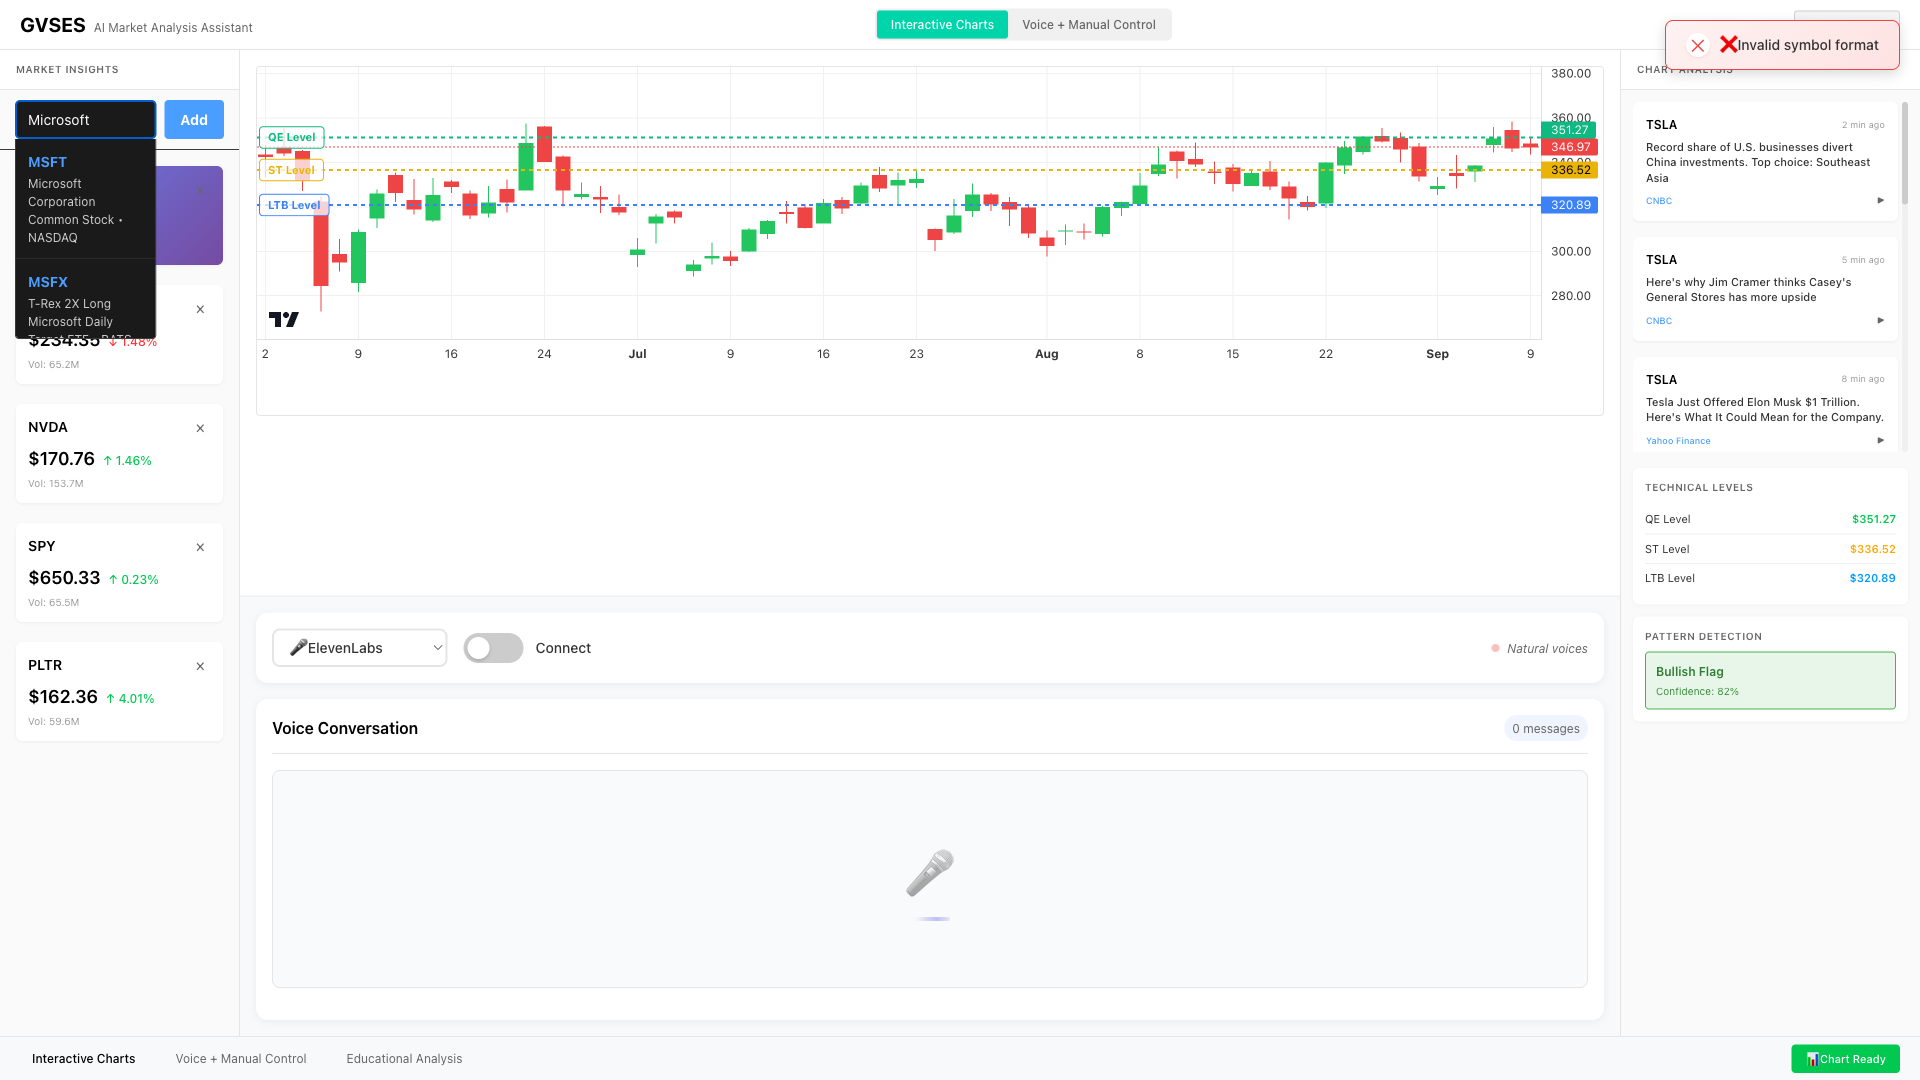 GVSES AI Market Analysis Assistant
Interactive Charts
Voice + Manual Control
❌Invalid symbol format
MARKET INSIGHTS
Microsoft
Add
MSFT
Microsoft
Corporation
Common Stock •
NASDAQ
MSFX
T-Rex 2X Long
Microsoft Daily
Target ETF • BATS
$234.35 ↓ 1.48%
Vol: 65.2M
NVDA
$170.76 ↑ 1.46%
Vol: 153.7M
SPY
$650.33 ↑ 0.23%
Vol: 65.5M
PLTR
$162.36 ↑ 4.01%
Vol: 59.6M
QE Level
ST Level
LTB Level
380.00
360.00
351.27
346.97
340.00
336.52
320.89
300.00
280.00
2 9 16 24 Jul 9 16 23 Aug 8 15 22 Sep 9
🎤ElevenLabs
Connect
Natural voices
Voice Conversation
0 messages
CHART ANALYSIS
TSLA 2 min ago
Record share of U.S. businesses divert
China investments. Top choice: Southeast
Asia
CNBC
TSLA 5 min ago
Here's why Jim Cramer thinks Casey's
General Stores has more upside
CNBC
TSLA 8 min ago
Tesla Just Offered Elon Musk $1 Trillion.
Here's What It Could Mean for the Company.
Yahoo Finance
TECHNICAL LEVELS
QE Level $351.27
ST Level $336.52
LTB Level $320.89
PATTERN DETECTION
Bullish Flag
Confidence: 82%
Interactive Charts
Voice + Manual Control
Educational Analysis
📊Chart Ready